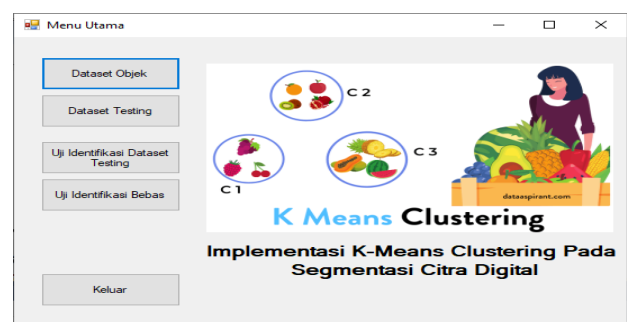 Menu Utama
Dataset Objek
Dataset Testing
Uji Identifikasi Dataset
Testing
Uji Identifikasi Bebas
Keluar
C 2
C 3
C 1
dataaspirant.com
K Means Clustering
Implementasi K-Means Clustering Pada
Segmentasi Citra Digital